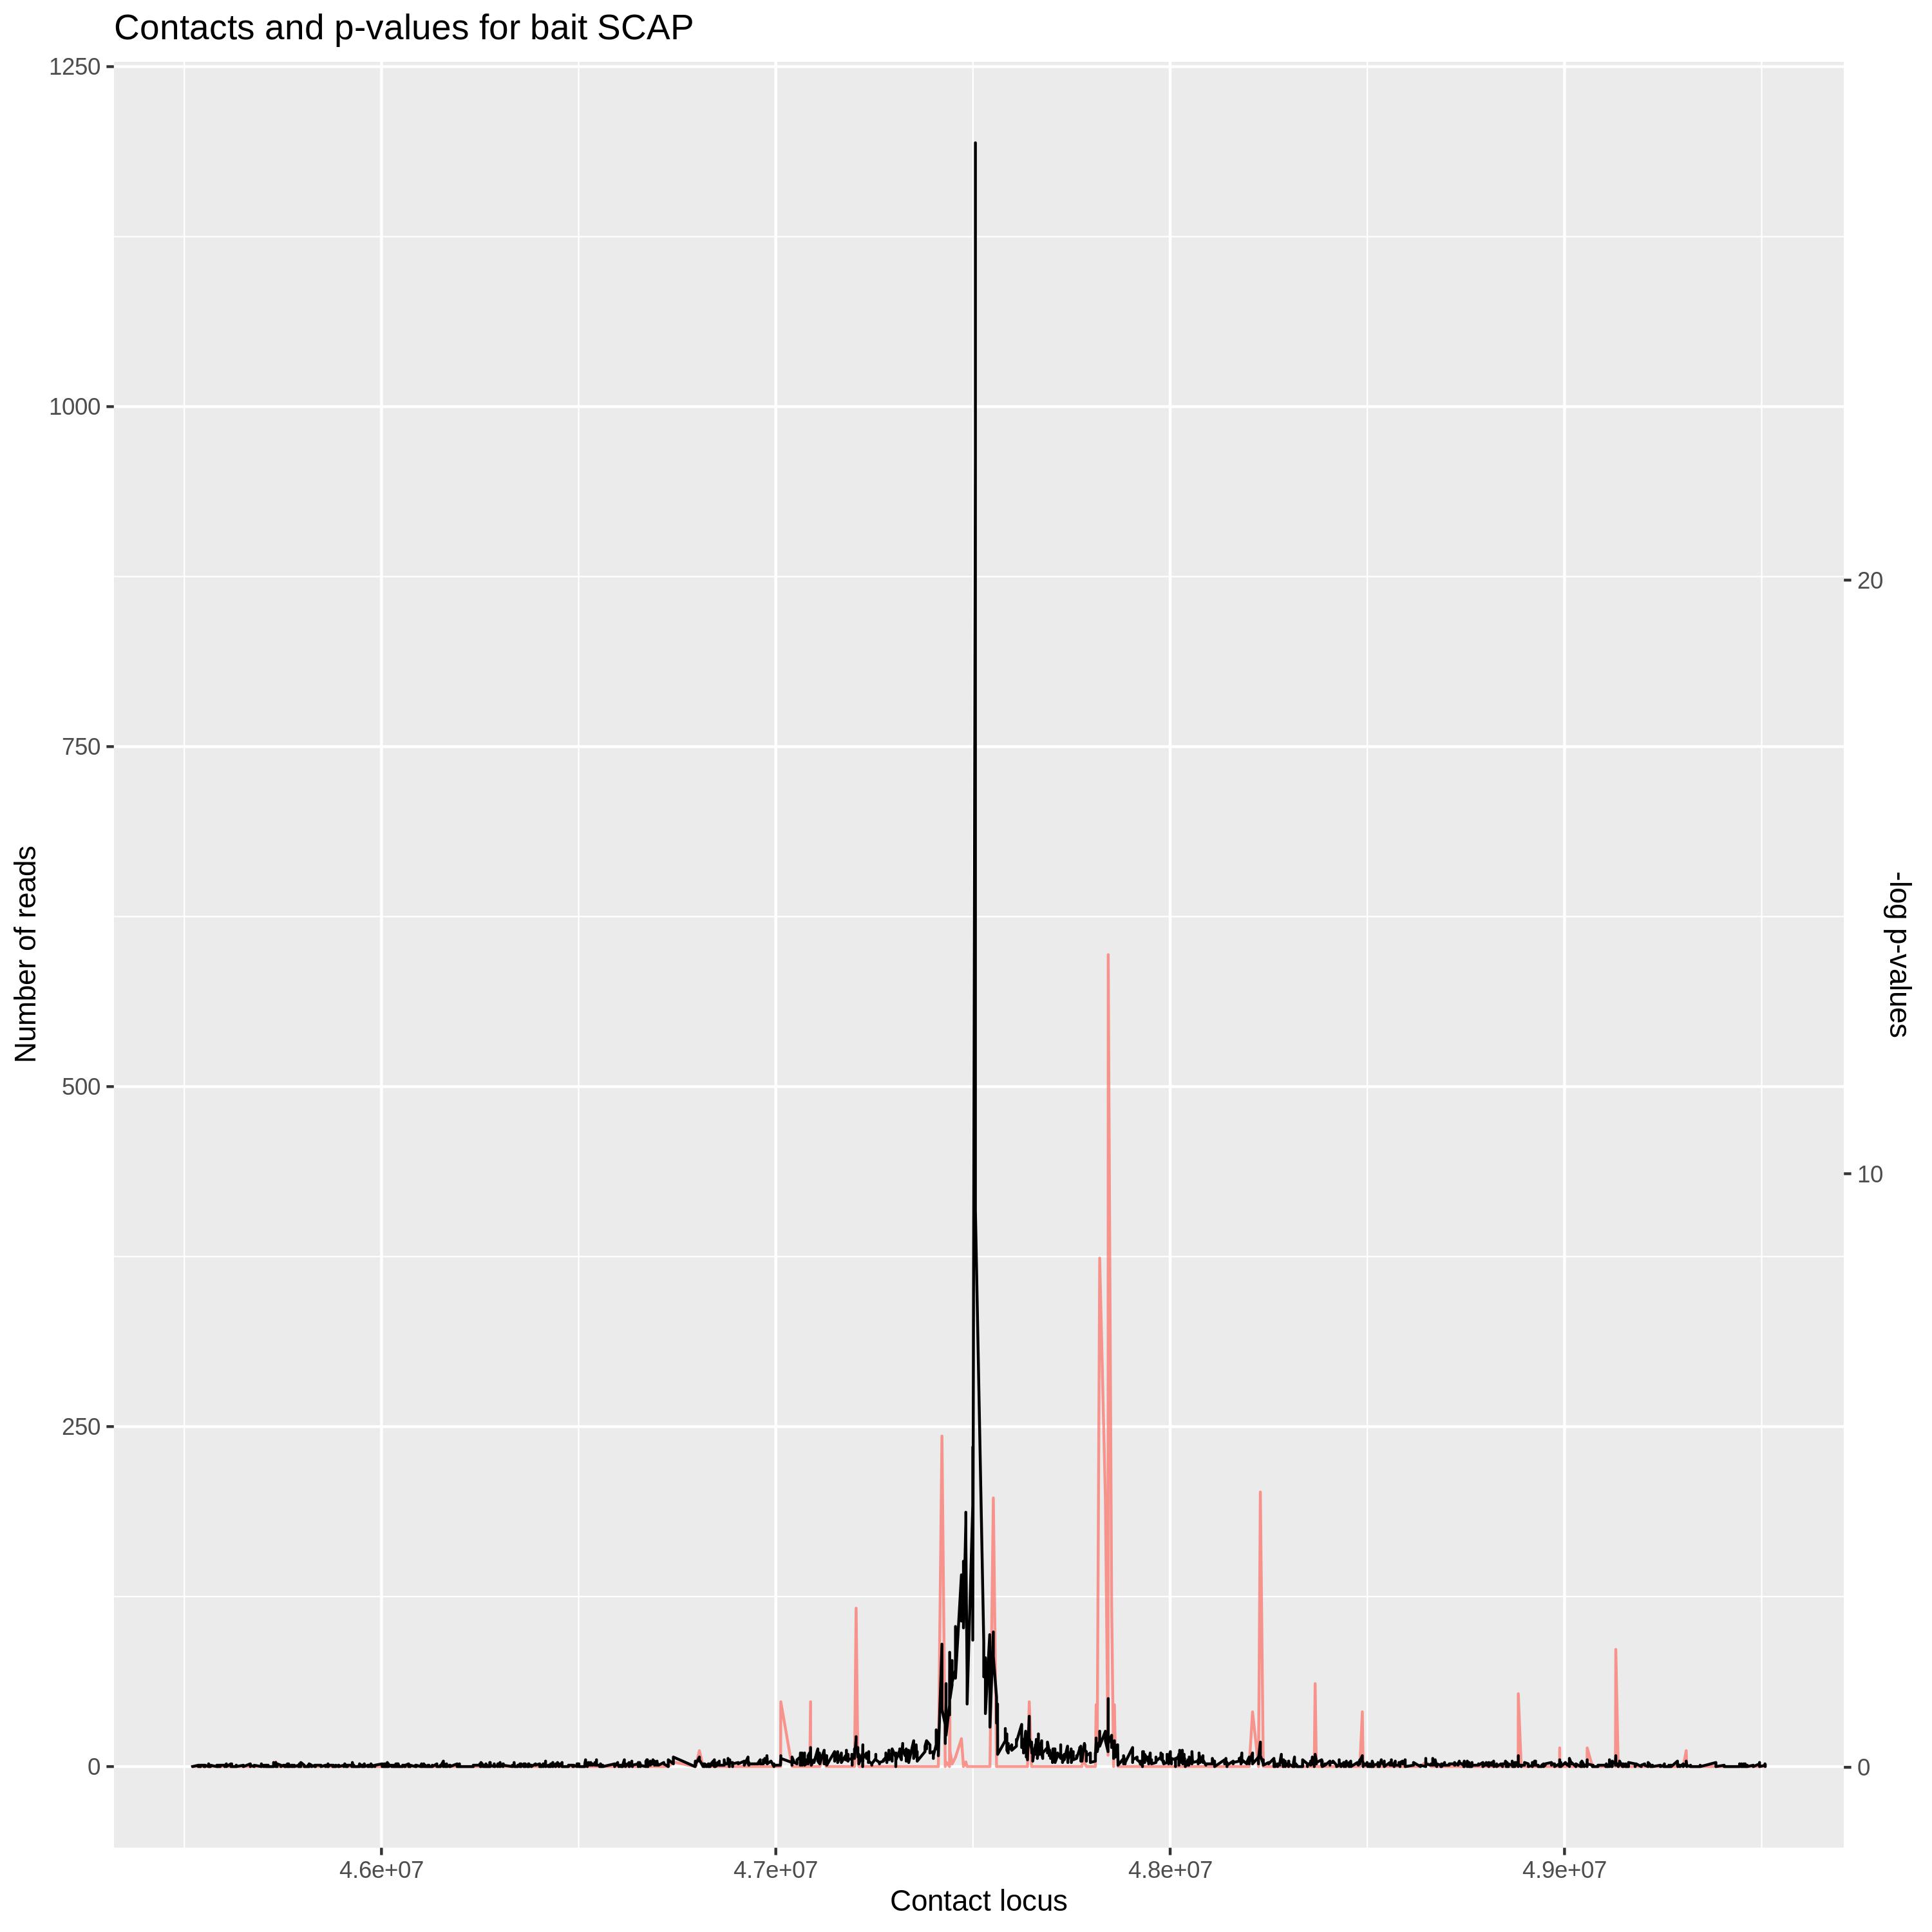 Contacts and p-values for bait SCAP
1250
1000
750
500
250
0
Number of reads
20
10
0
-log p-values
4.6e+07
4.7e+07
4.8e+07
4.9e+07
Contact locus